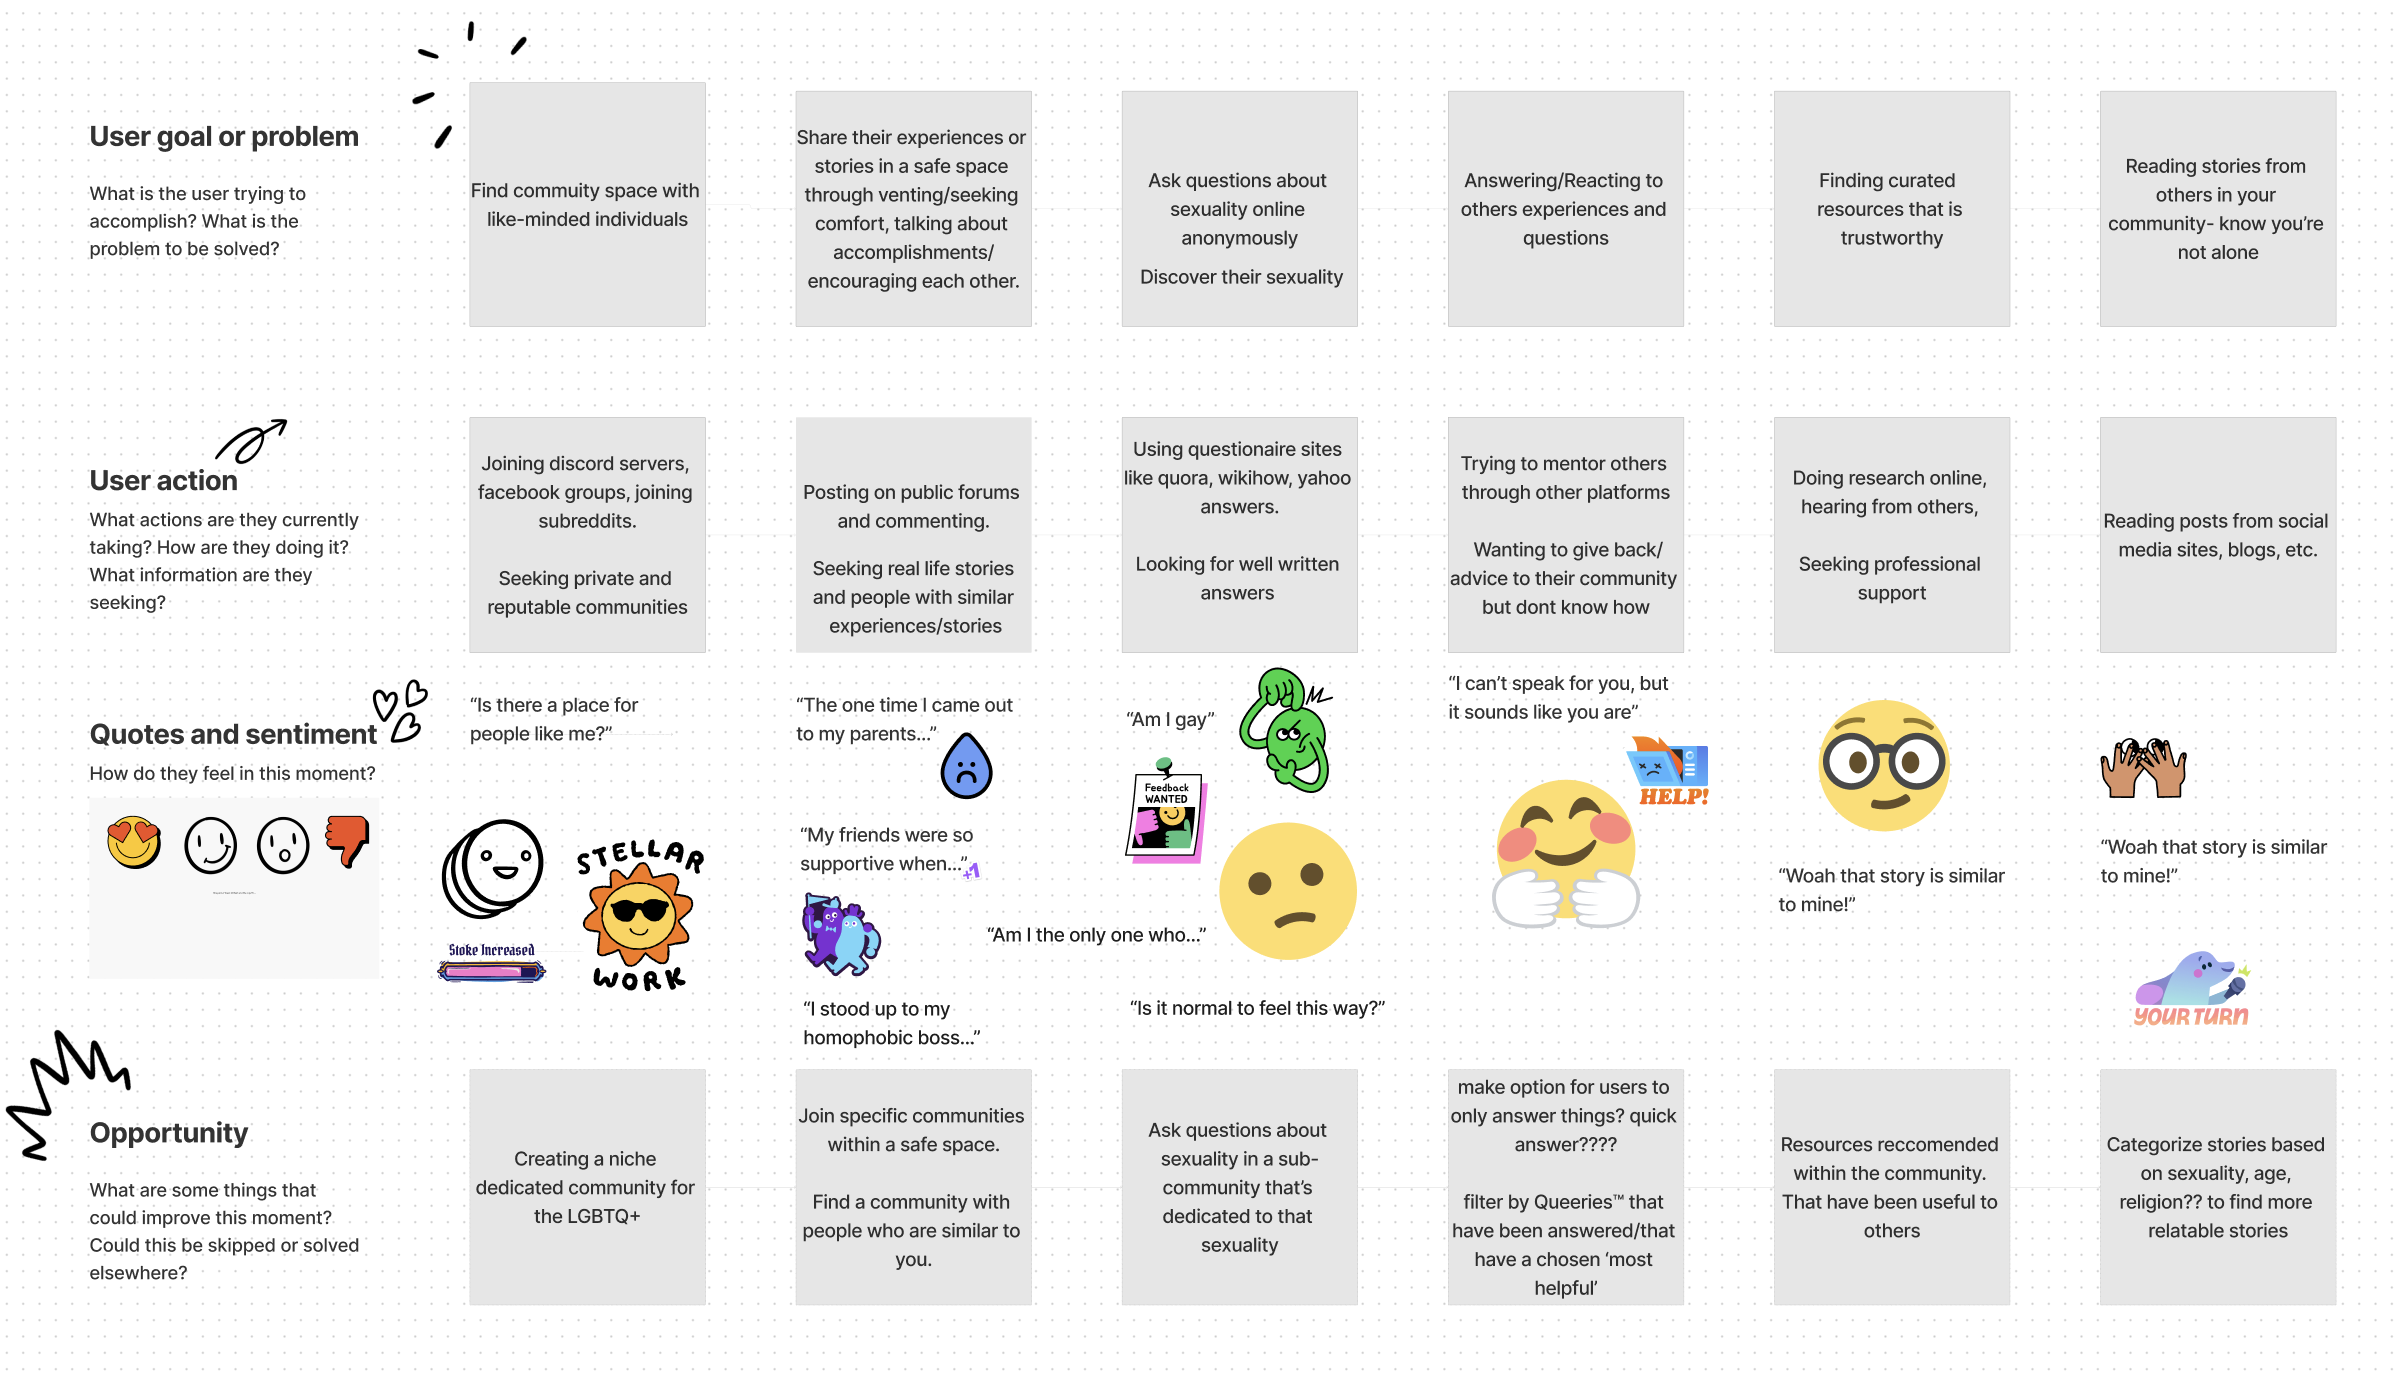 User goal or problem
What is the user trying to
accomplish? What is the
problem to be solved?
Find commuity space with
like-minded individuals
Share their experiences or
stories in a safe space
through venting/seeking
comfort, talking about
accomplishments/
encouraging each other.
Ask questions about
sexuality online
anonymously
Discover their sexuality
Answering/Reacting to
others experiences and
questions
Finding curated
resources that is
trustworthy
Reading stories from
others in your
community- know you’re
not alone
User action
What actions are they currently
taking? How are they doing it?
What information are they
seeking?
Joining discord servers,
facebook groups, joining
subreddits.
Seeking private and
reputable communities
Posting on public forums
and commenting.
Seeking real life stories
and people with similar
experiences/stories
Using questionaire sites
like quora, wikihow, yahoo
answers.
Looking for well written
answers
Trying to mentor others
through other platforms
Wanting to give back/
advice to their community
but dont know how
Doing research online,
hearing from others,
Seeking professional
support
Reading posts from social
media sites, blogs, etc.
Quotes and sentiment
How do they feel in this moment?
“Is there a place for
people like me?”
STELLAR
WORK
Stoke Increased
“The one time I came out
to my parents...”
“My friends were so
supportive when...”
+1
“I stood up to my
homophobic boss...”
“Am I gay”
Feedback
WANTED
“Am I the only one who...”
“Is it normal to feel this way?”
“I can’t speak for you, but
it sounds like you are”
HELP!
“Woah that story is similar
to mine!”
“Woah that story is similar
to mine!”
YOUR TURN
Opportunity
What are some things that
could improve this moment?
Could this be skipped or solved
elsewhere?
Creating a niche
dedicated community for
the LGBTQ+
Join specific communities
within a safe space.
Find a community with
people who are similar to
you.
Ask questions about
sexuality in a sub-
community that’s
dedicated to that
sexuality
make option for users to
only answer things? quick
answer????
filter by Queeries™ that
have been answered/that
have a chosen ‘most
helpful’
Resources reccomended
within the community.
That have been useful to
others
Categorize stories based
on sexuality, age,
religion?? to find more
relatable stories